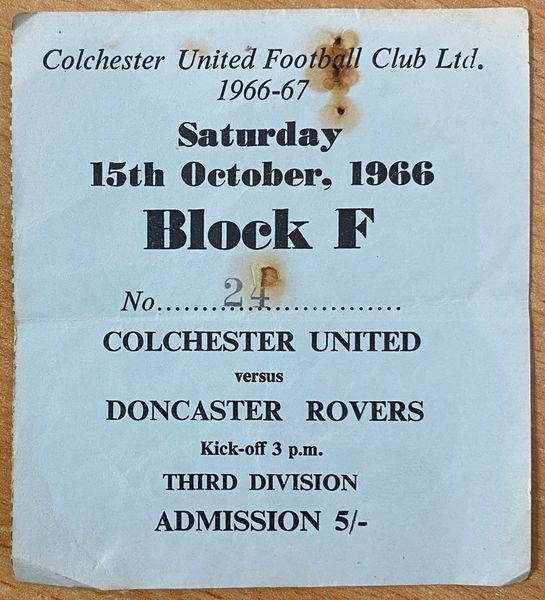 Colchester United Football Club Ltd.
1966-67
Saturday
15th October, 1966
Block F
No........24..................
COLCHESTER UNITED
versus
DONCASTER ROVERS
Kick-off 3 p.m.
THIRD DIVISION
ADMISSION 5/-